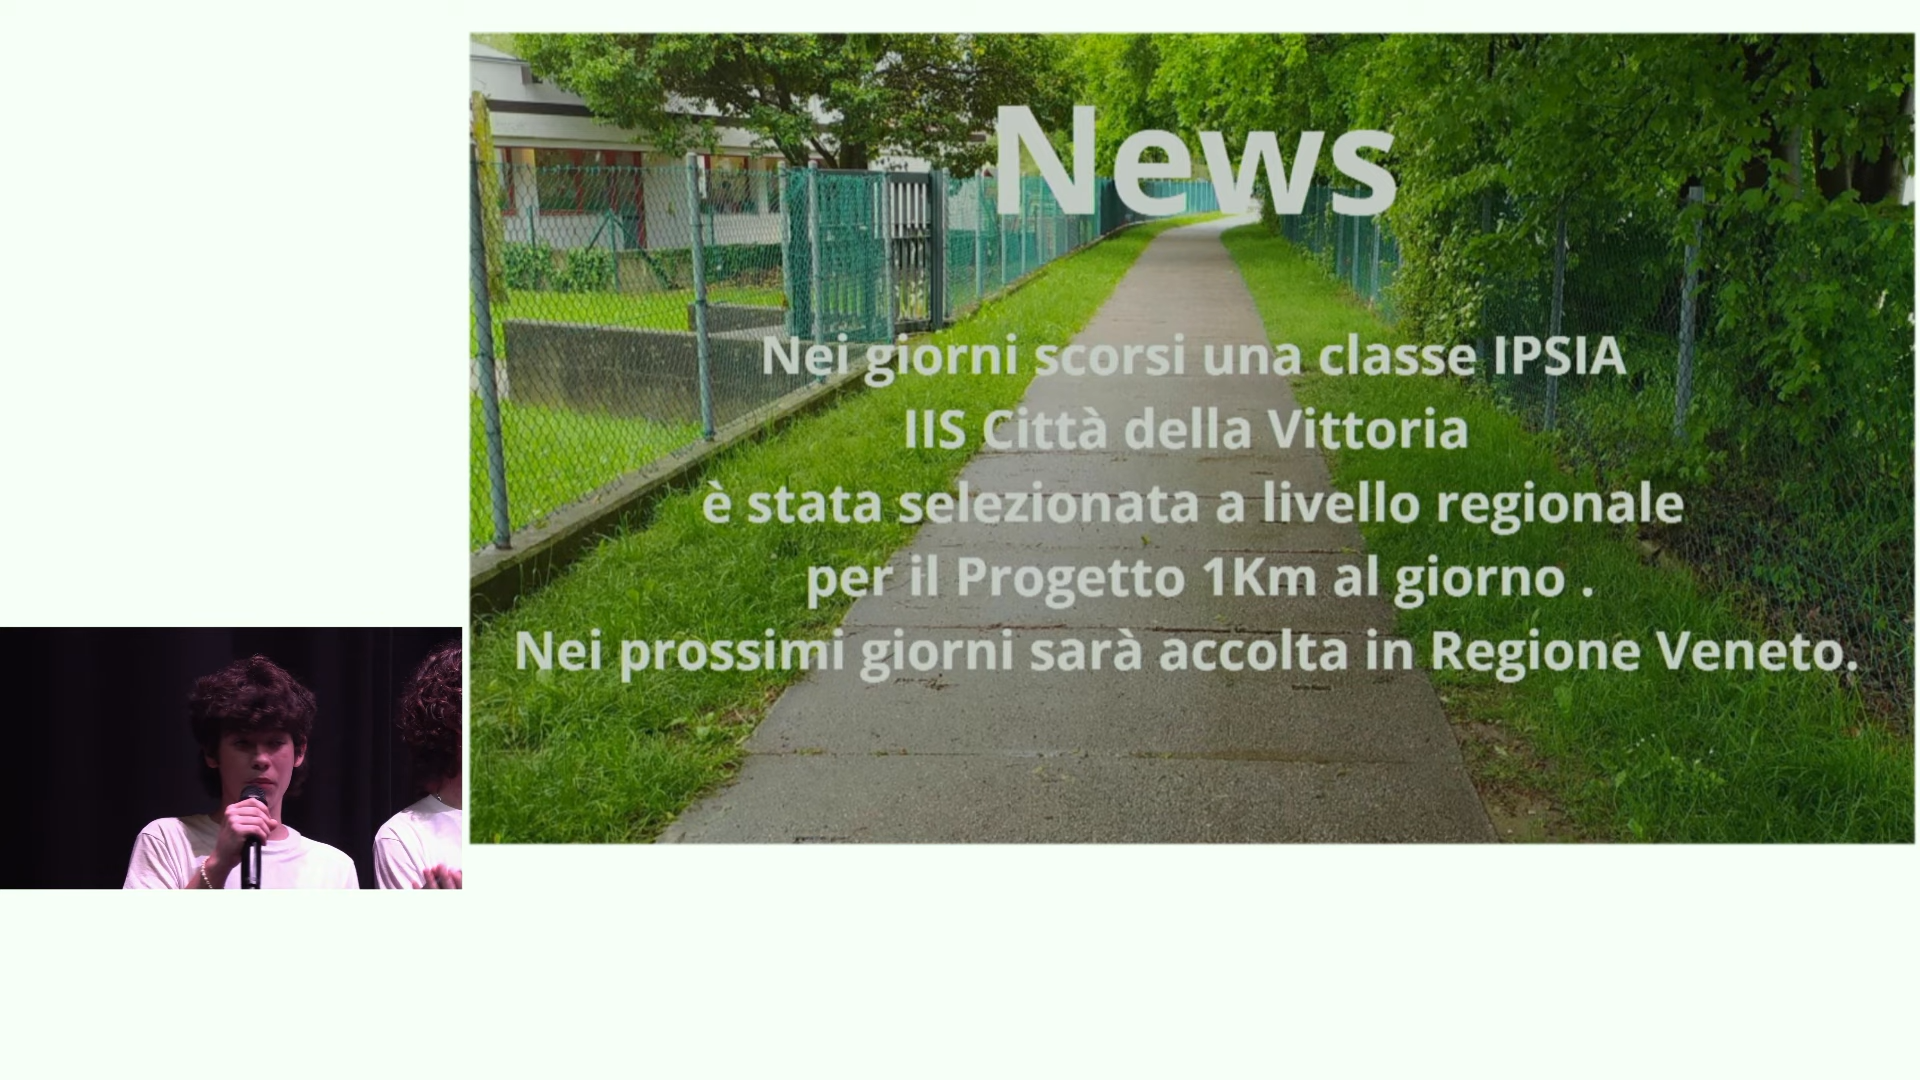 News
Nei giorni scorsi una classe IPSIA
IIS Città della Vittoria
è stata selezionata a livello regionale
per il Progetto 1Km al giorno .
Nei prossimi giorni sarà accolta in Regione Veneto.